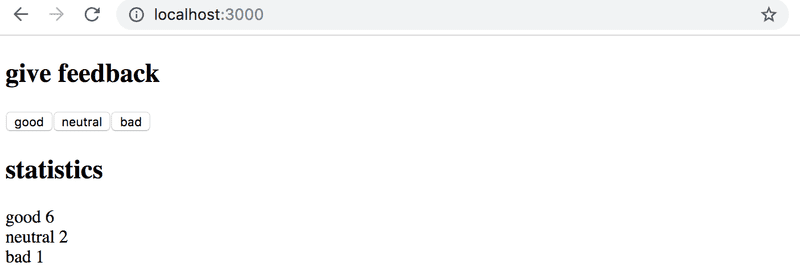 localhost:3000
give feedback
good neutral bad
statistics
good 6
neutral 2
bad 1